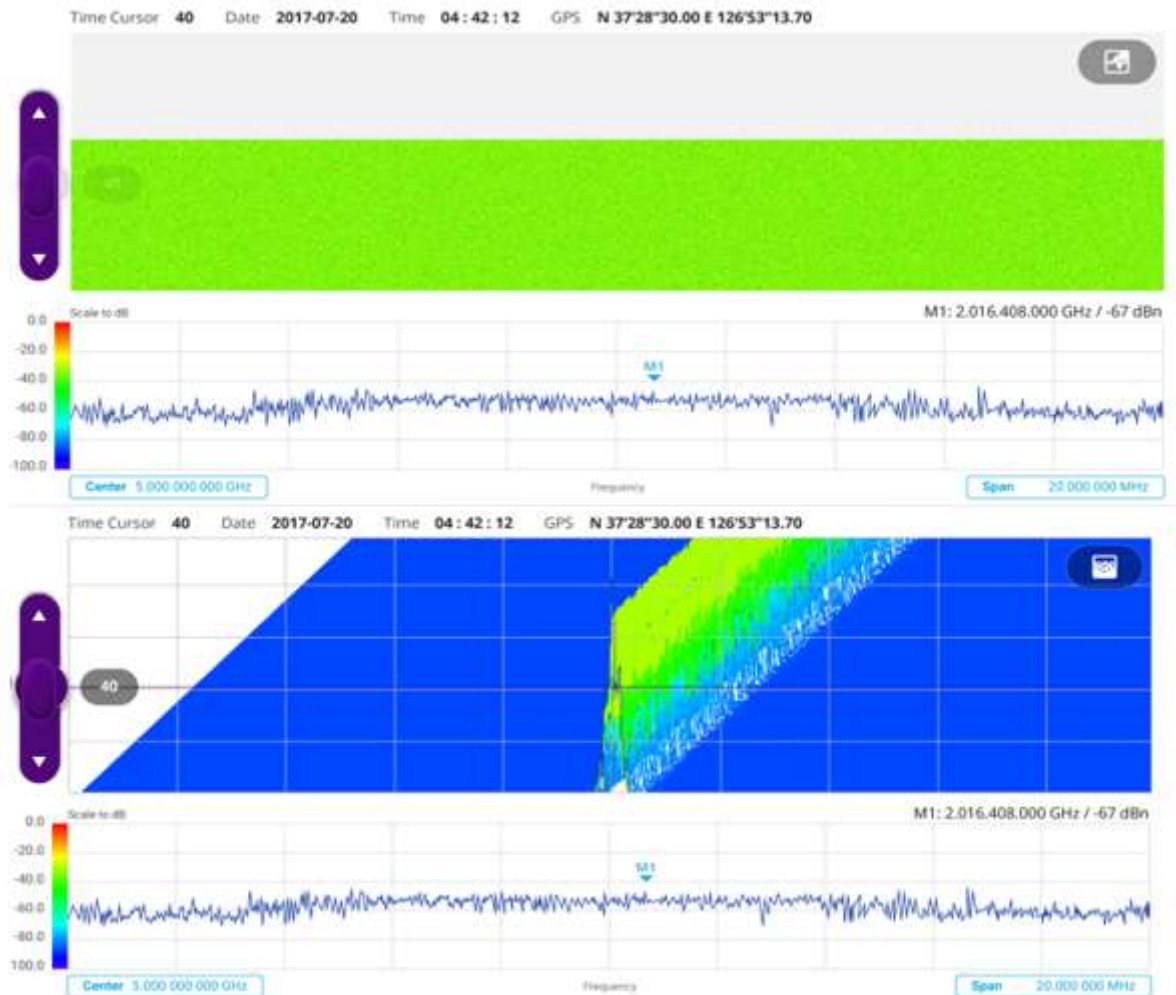 Time Cursor 40 Date 2017-07-20 Time 04 : 42 : 12 GPS N 37'28"30.00 E 126'53"13.70
Scale to dB M1: 2.016.408.000 GHz / -67 dBn
0.0
-20.0
-40.0
-60.0
-80.0
-100.0
M1
Center 5.000 000 000 GHz Frequency Span 20.000 000 MHz
Time Cursor 40 Date 2017-07-20 Time 04 : 42 : 12 GPS N 37'28"30.00 E 126'53"13.70
40
Scale to dB M1: 2.016.408.000 GHz / -67 dBn
0.0
-20.0
-40.0
-60.0
-80.0
100.0
M1
Center 5.000 000 000 GHz Frequency Span 20.000 000 MHz